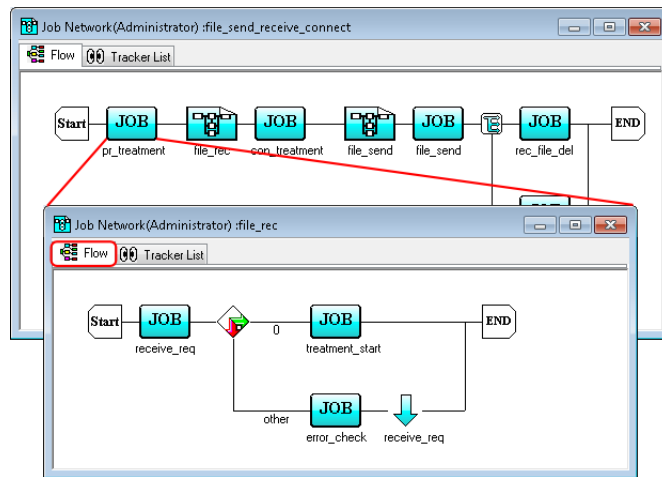 Job Network(Administrator) :file_send_receive_connect
Flow Tracker List
Start JOB JOB JOB JOB END
pr_treatment file_rec con_treatment file_send file_send rec_file_del
Job Network(Administrator) :file_rec
Flow Tracker List
Start JOB 0 JOB END
receive_req treatment_start
other JOB
error_check receive_req